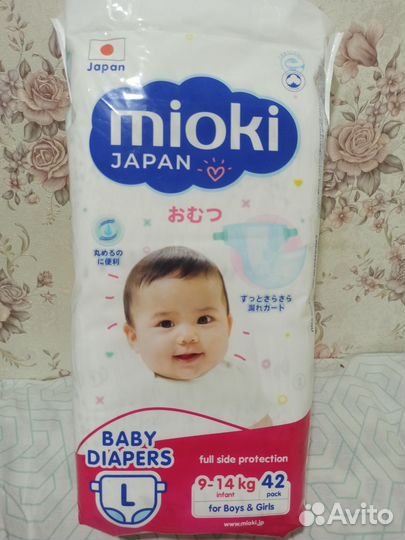 Japan
mioki
JAPAN
おむつ
丸めるの
に便利
すっとさらさら
漏れガード
BABY
DIAPERS
L
full side protection
9-14 kg
infant
42
pack
for Boys & Girls
www.mioki.jp
Avito